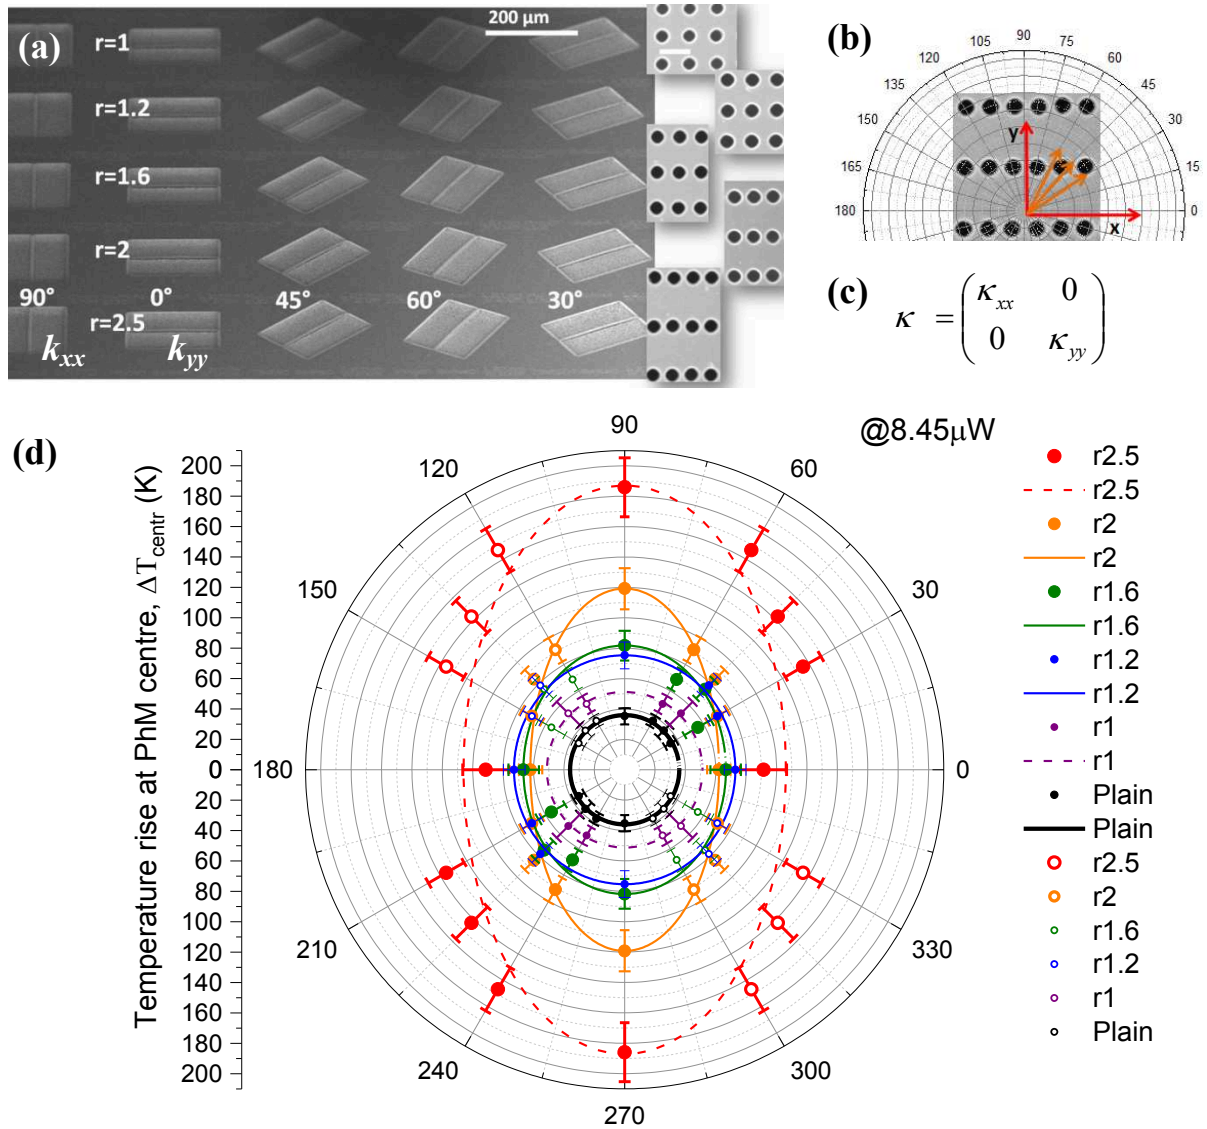 (a)
200 µm
r=1
r=1.2
r=1.6
r=2
90°
0°
45°
60°
30°
r=2.5
kxx
kyy
(b)
90
105
75
120
60
135
45
150
30
165
15
180
0
y
x
(c)
κ = ( κxx 0
0 κyy )
(d)
@8.45µW
Temperature rise at PhM centre, ΔTcentr (K)
200
180
160
140
120
100
80
60
40
20
0
20
40
60
80
100
120
140
160
180
200
90
120
60
150
30
180
0
210
330
240
300
270
r2.5
r2.5
r2
r2
r1.6
r1.6
r1.2
r1.2
r1
r1
Plain
Plain
r2.5
r2
r1.6
r1.2
r1
Plain